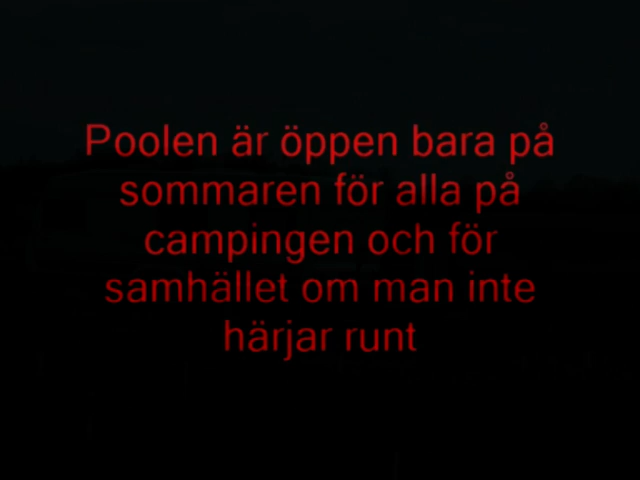 Poolen är öppen bara på
sommaren för alla på
campingen och för
samhället om man inte
härjar runt